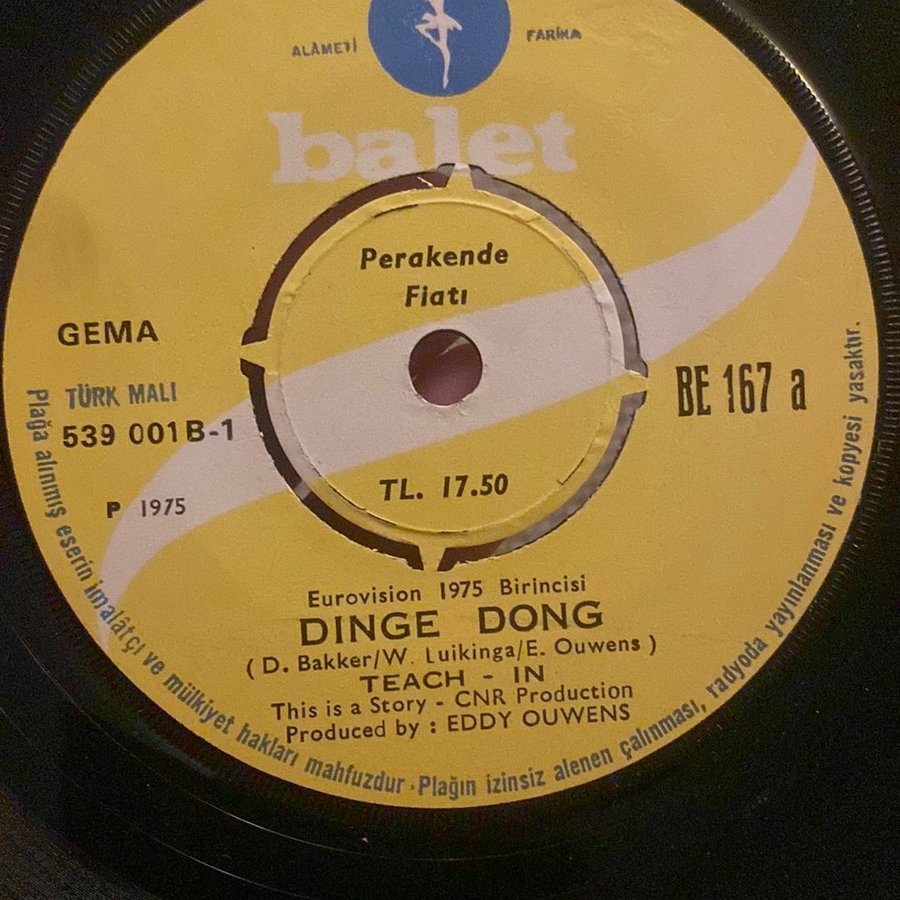 ALÂMETİ FARİKA
balet
Perakende
Fiatı
GEMA
TÜRK MALI
539 001 B-1
P 1975
BE 167 a
TL. 17.50
Eurovision 1975 Birincisi
DINGE DONG
( D. Bakker/W. Luikinga/E. Ouwens )
TEACH - IN
This is a Story - CNR Production
Produced by : EDDY OUWENS
Plağa alınmış eserin imalâtçı ve mülkiyet hakları mahfuzdur · Plağın izinsiz alenen çalınması, radyoda yayınlanması ve kopyesi yasaktır.